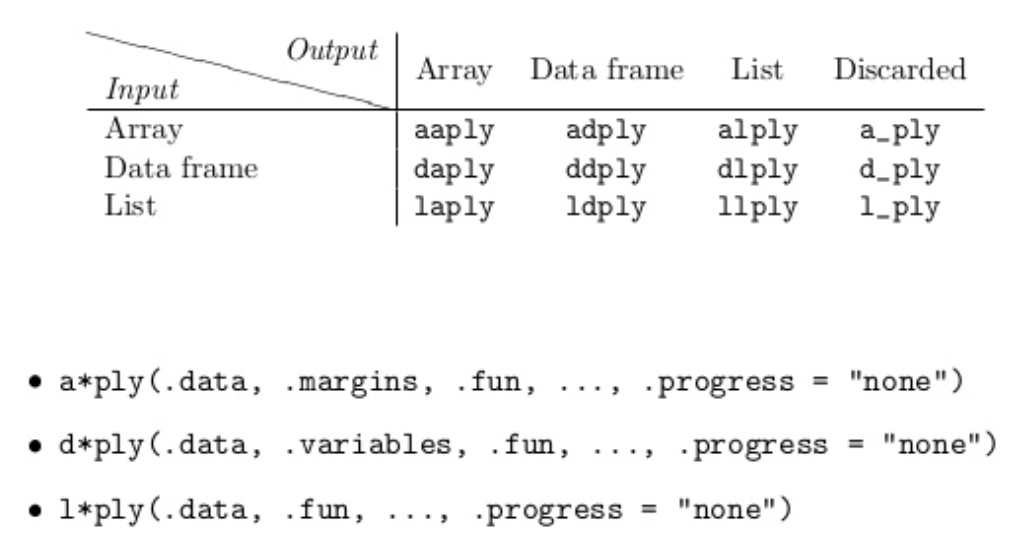 Output
Input
Array Data frame List Discarded
Array aaply adply alply a_ply
Data frame daply ddply dlply d_ply
List laply ldply llply l_ply
• a*ply(.data, .margins, .fun, ..., .progress = "none")
• d*ply(.data, .variables, .fun, ..., .progress = "none")
• l*ply(.data, .fun, ..., .progress = "none")